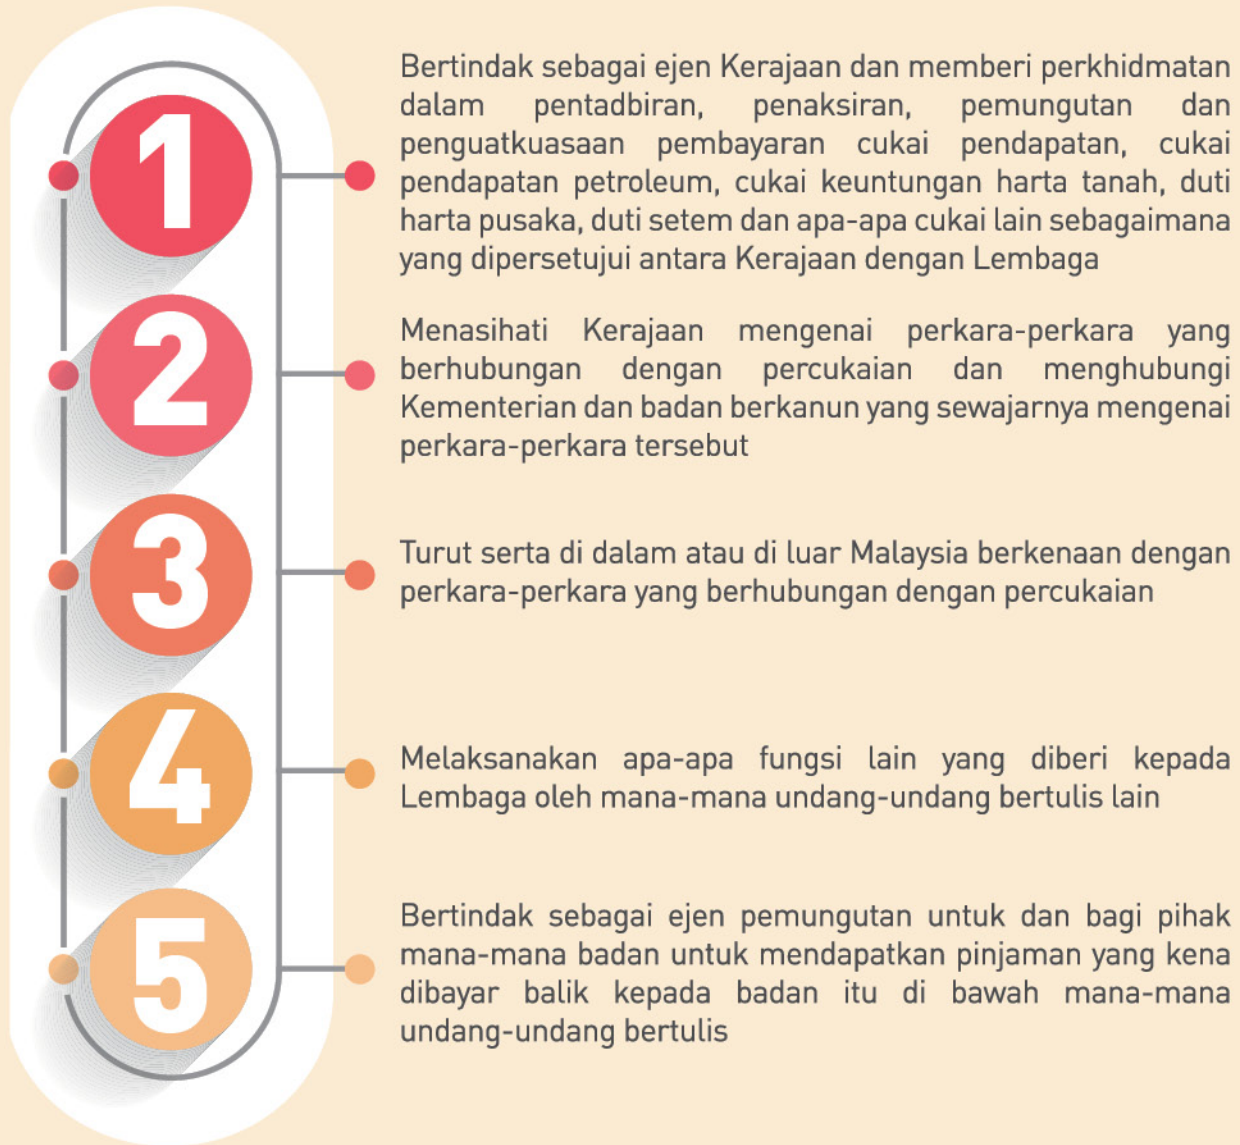 1
Bertindak sebagai ejen Kerajaan dan memberi perkhidmatan
dalam pentadbiran, penaksiran, pemungutan dan
penguatkuasaan pembayaran cukai pendapatan, cukai
pendapatan petroleum, cukai keuntungan harta tanah, duti
harta pusaka, duti setem dan apa-apa cukai lain sebagaimana
yang dipersetujui antara Kerajaan dengan Lembaga
2
Menasihati Kerajaan mengenai perkara-perkara yang
berhubungan dengan percukaian dan menghubungi
Kementerian dan badan berkanun yang sewajarnya mengenai
perkara-perkara tersebut
3
Turut serta di dalam atau di luar Malaysia berkenaan dengan
perkara-perkara yang berhubungan dengan percukaian
4
Melaksanakan apa-apa fungsi lain yang diberi kepada
Lembaga oleh mana-mana undang-undang bertulis lain
5
Bertindak sebagai ejen pemungutan untuk dan bagi pihak
mana-mana badan untuk mendapatkan pinjaman yang kena
dibayar balik kepada badan itu di bawah mana-mana
undang-undang bertulis